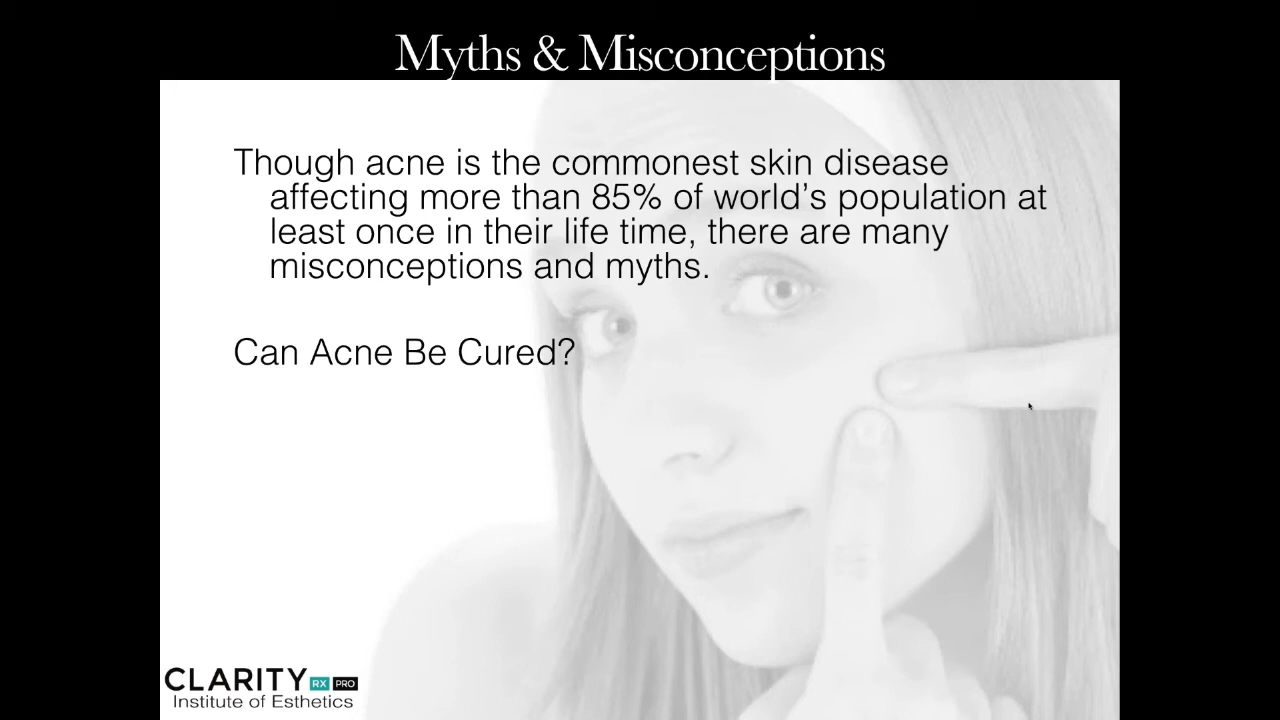 Myths & Misconceptions
Though acne is the commonest skin disease
affecting more than 85% of world's population at
least once in their life time, there are many
misconceptions and myths.
Can Acne Be Cured?
CLARITY RX PRO
Institute of Esthetics